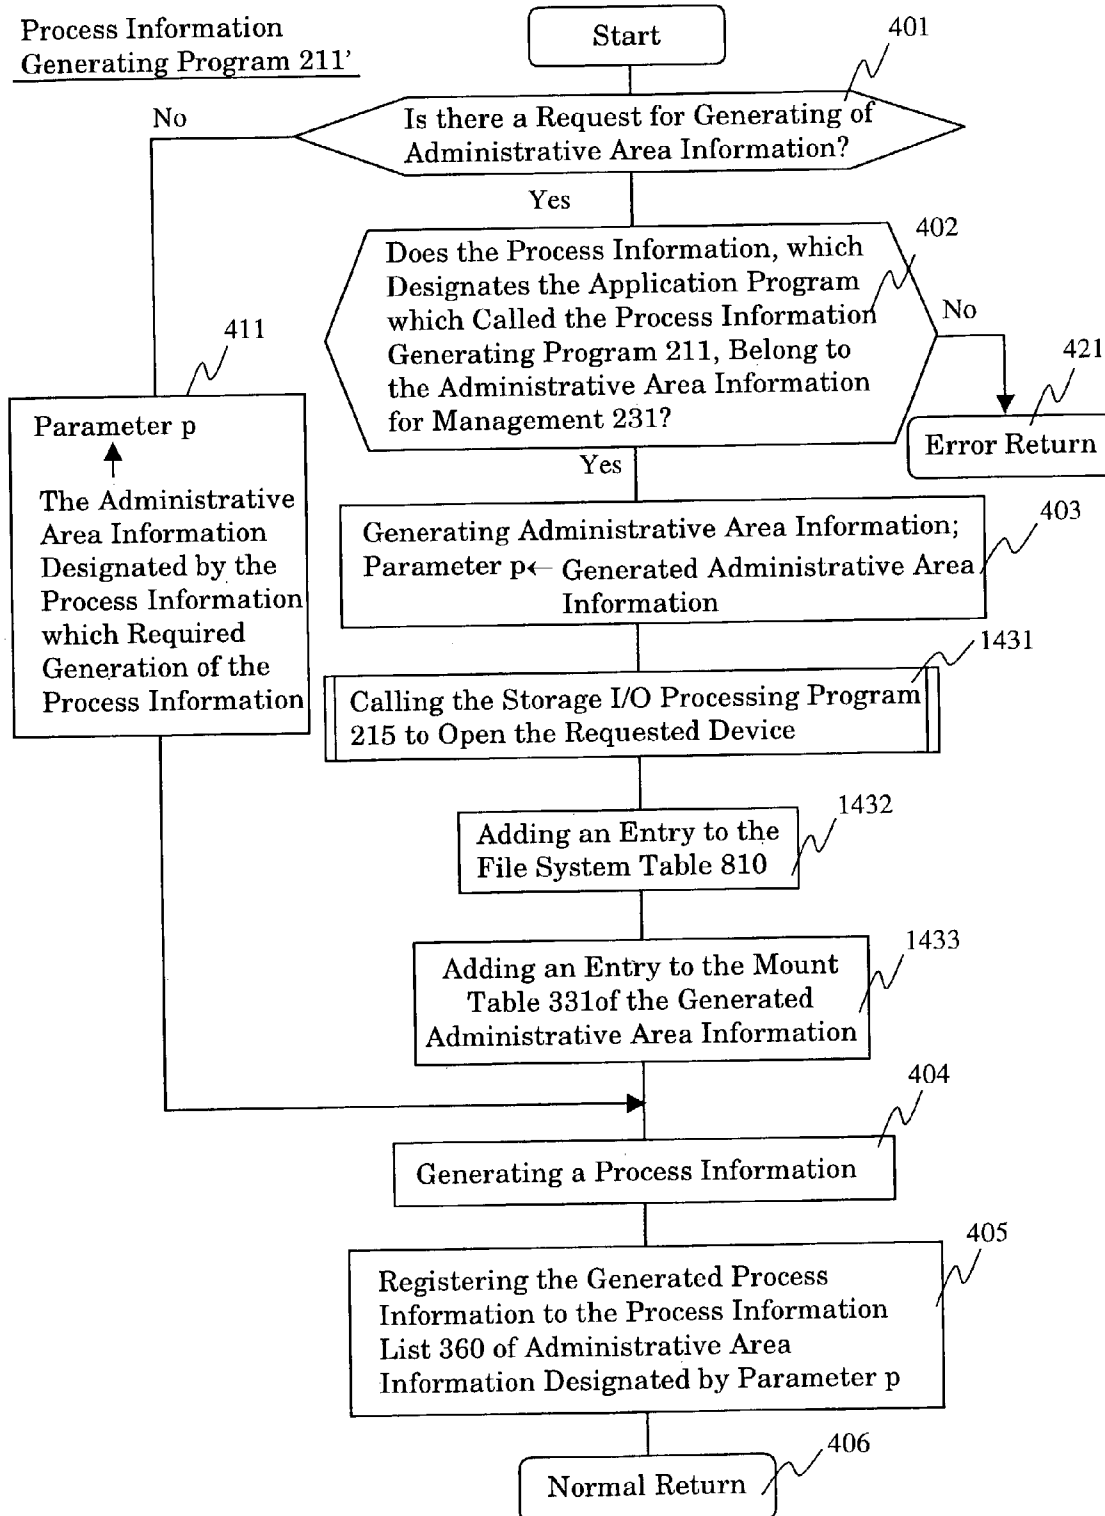 Process Information
Generating Program 211’
Start
401
No
Is there a Request for Generating of
Administrative Area Information?
Yes
402
Does the Process Information, which
Designates the Application Program
which Called the Process Information
Generating Program 211, Belong to
the Administrative Area Information
for Management 231?
No
421
Error Return
411
Parameter p
The Administrative
Area Information
Designated by the
Process Information
which Required
Generation of the
Process Information
Yes
403
Generating Administrative Area Information;
Parameter p← Generated Administrative Area
Information
1431
Calling the Storage I/O Processing Program
215 to Open the Requested Device
1432
Adding an Entry to the
File System Table 810
1433
Adding an Entry to the Mount
Table 331of the Generated
Administrative Area Information
404
Generating a Process Information
405
Registering the Generated Process
Information to the Process Information
List 360 of Administrative Area
Information Designated by Parameter p
406
Normal Return